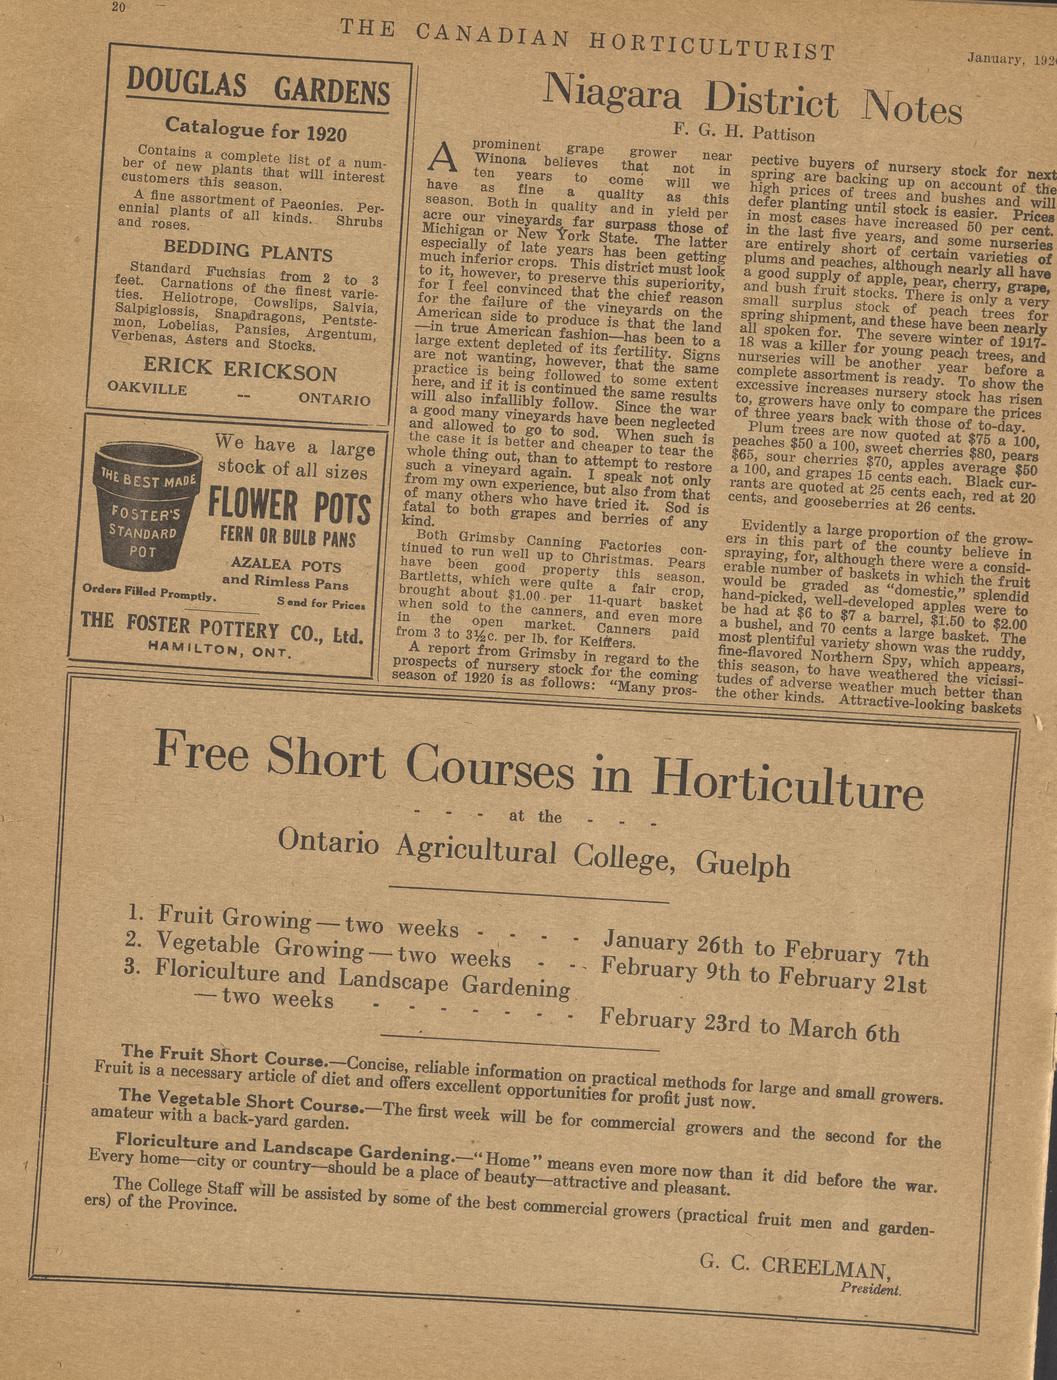 20
THE CANADIAN HORTICULTURIST
January, 192
DOUGLAS GARDENS
Catalogue for 1920
Contains a complete list of a num-
ber of new plants that will interest
customers this season.
A fine assortment of Paeonies. Per-
ennial plants of all kinds. Shrubs
and roses.
BEDDING PLANTS
Standard Fuchsias from 2 to 3
feet. Carnations of the finest varie-
ties. Heliotrope, Cowslips, Salvia,
Salpiglossis, Snapdragons, Pentste-
mon, Lobelias, Pansies, Argentum,
Verbenas, Asters and Stocks.
ERICK ERICKSON
OAKVILLE -- ONTARIO
THE BEST MADE
FOSTER'S
STANDARD
POT
We have a large
stock of all sizes
FLOWER POTS
FERN OR BULB PANS
AZALEA POTS
and Rimless Pans
Orders Filled Promptly. Send for Prices
THE FOSTER POTTERY CO., Ltd.
HAMILTON, ONT.
Niagara District Notes
F. G. H. Pattison
A prominent grape grower near
Winona believes that not in
ten years to come will we
have as fine a quality as this
season. Both in quality and in yield per
acre our vineyards far surpass those of
Michigan or New York State. The latter
especially of late years has been getting
much inferior crops. This district must look
to it, however, to preserve this superiority,
for I feel convinced that the chief reason
for the failure of the vineyards on the
American side to produce is that the land
—in true American fashion—has been to a
large extent depleted of its fertility. Signs
are not wanting, however, that the same
practice is being followed to some extent
here, and if it is continued the same results
will also infallibly follow. Since the war
a good many vineyards have been neglected
and allowed to go to sod. When such is
the case it is better and cheaper to tear the
whole thing out, than to attempt to restore
such a vineyard again. I speak not only
from my own experience, but also from that
of many others who have tried it. Sod is
fatal to both grapes and berries of any
kind.
Both Grimsby Canning Factories con-
tinued to run well up to Christmas. Pears
have been good property this season.
Bartletts, which were quite a fair crop,
brought about $1.00 per 11-quart basket
when sold to the canners, and even more
in the open market. Canners paid
from 3 to 3½c. per lb. for Keiffers.
A report from Grimsby in regard to the
prospects of nursery stock for the coming
season of 1920 is as follows: "Many pros-
pective buyers of nursery stock for next
spring are backing up on account of the
high prices of trees and bushes and will
defer planting until stock is easier. Prices
in most cases have increased 50 per cent.
in the last five years, and some nurseries
are entirely short of certain varieties of
plums and peaches, although nearly all have
a good supply of apple, pear, cherry, grape,
and bush fruit stocks. There is only a very
small surplus stock of peach trees for
spring shipment, and these have been nearly
all spoken for. The severe winter of 1917-
18 was a killer for young peach trees, and
nurseries will be another year before a
complete assortment is ready. To show the
excessive increases nursery stock has risen
to, growers have only to compare the prices
of three years back with those of to-day.
Plum trees are now quoted at $75 a 100,
peaches $50 a 100, sweet cherries $80, pears
$65, sour cherries $70, apples average $50
a 100, and grapes 15 cents each. Black cur-
rants are quoted at 25 cents each, red at 20
cents, and gooseberries at 26 cents.
Evidently a large proportion of the grow-
ers in this part of the county believe in
spraying, for, although there were a consid-
erable number of baskets in which the fruit
would be graded as "domestic," splendid
hand-picked, well-developed apples were to
be had at $6 to $7 a barrel, $1.50 to $2.00
a bushel, and 70 cents a large basket. The
most plentiful variety shown was the ruddy,
fine-flavored Northern Spy, which appears,
this season, to have weathered the vicissi-
tudes of adverse weather much better than
the other kinds. Attractive-looking baskets
Free Short Courses in Horticulture
- - - at the - - -
Ontario Agricultural College, Guelph
1. Fruit Growing—two weeks - - - - January 26th to February 7th
2. Vegetable Growing—two weeks - - - February 9th to February 21st
3. Floriculture and Landscape Gardening
—two weeks - - - - - - February 23rd to March 6th
The Fruit Short Course.—Concise, reliable information on practical methods for large and small growers.
Fruit is a necessary article of diet and offers excellent opportunities for profit just now.
The Vegetable Short Course.—The first week will be for commercial growers and the second for the
amateur with a back-yard garden.
Floriculture and Landscape Gardening.—"Home" means even more now than it did before the war.
Every home—city or country—should be a place of beauty—attractive and pleasant.
The College Staff will be assisted by some of the best commercial growers (practical fruit men and garden-
ers) of the Province.
G. C. CREELMAN,
President.